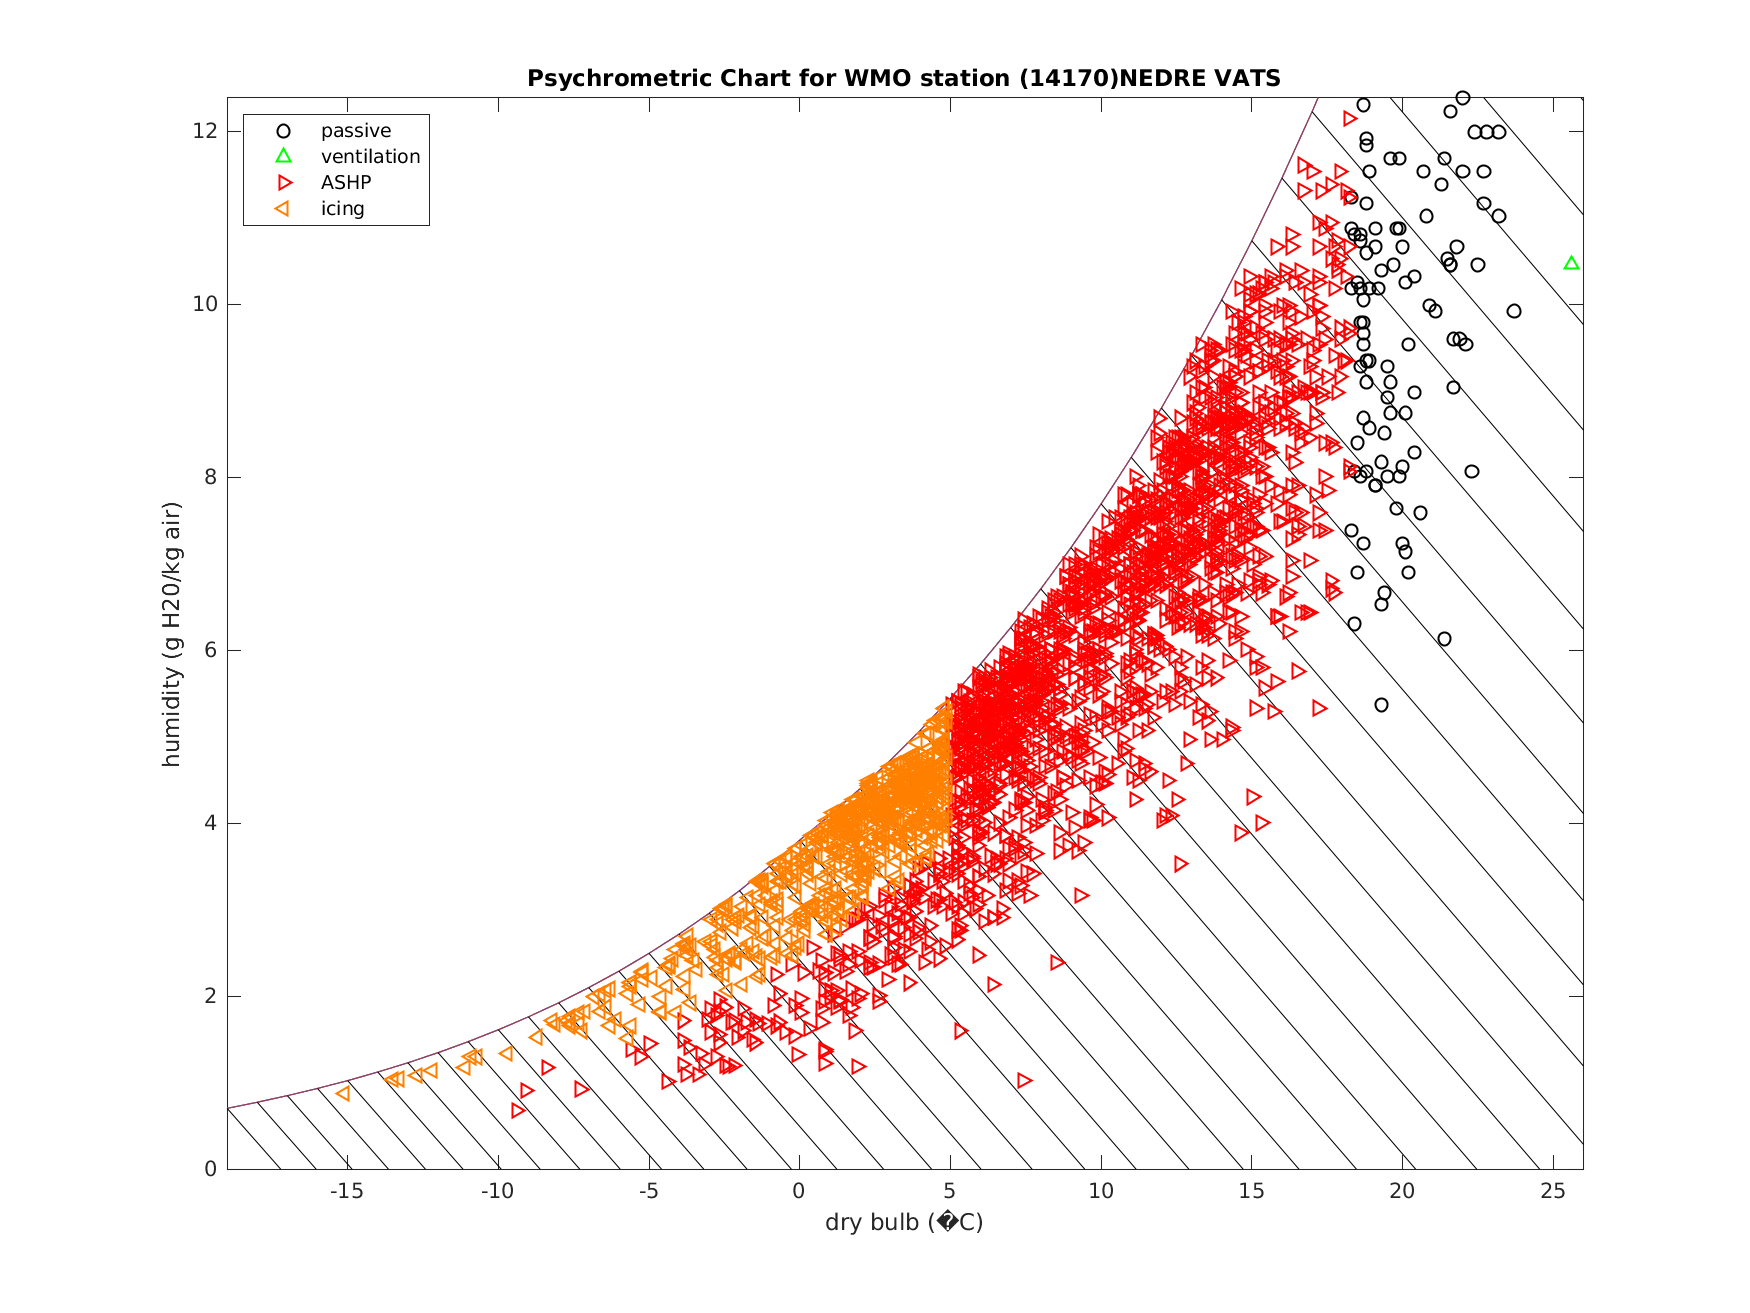 Psychrometric Chart for WMO station (14170)NEDRE VATS
passive
ventilation
ASHP
icing
humidity (g H20/kg air)
12
10
8
6
4
2
0
-15 -10 -5 0 5 10 15 20 25
dry bulb (�C)